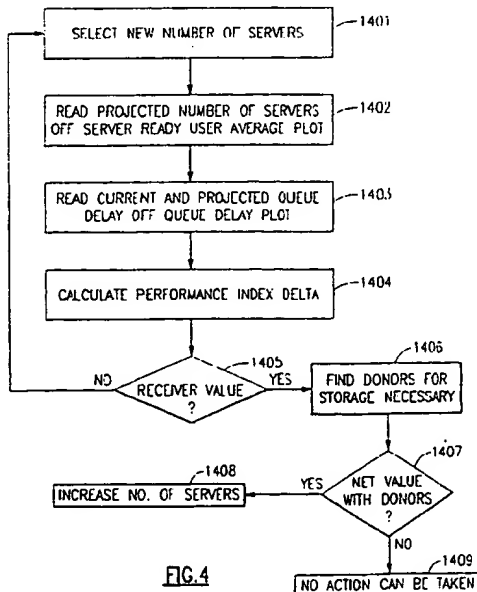 1401
SELECT NEW NUMBER OF SERVERS
1402
READ PROJECTED NUMBER OF SERVERS
OFF SERVER READY USER AVERAGE PLOT
1403
READ CURRENT AND PROJECTED QUEUE
DELAY OFF QUEUE DELAY PLOT
1404
CALCULATE PERFORMANCE INDEX DELTA
1405
NO
RECEIVER VALUE
?
YES
1406
FIND DONORS FOR
STORAGE NECESSARY
1407
NET VALUE
WITH DONORS
?
YES
1408
INCREASE NO. OF SERVERS
NO
1409
NO ACTION CAN BE TAKEN
FIG.4